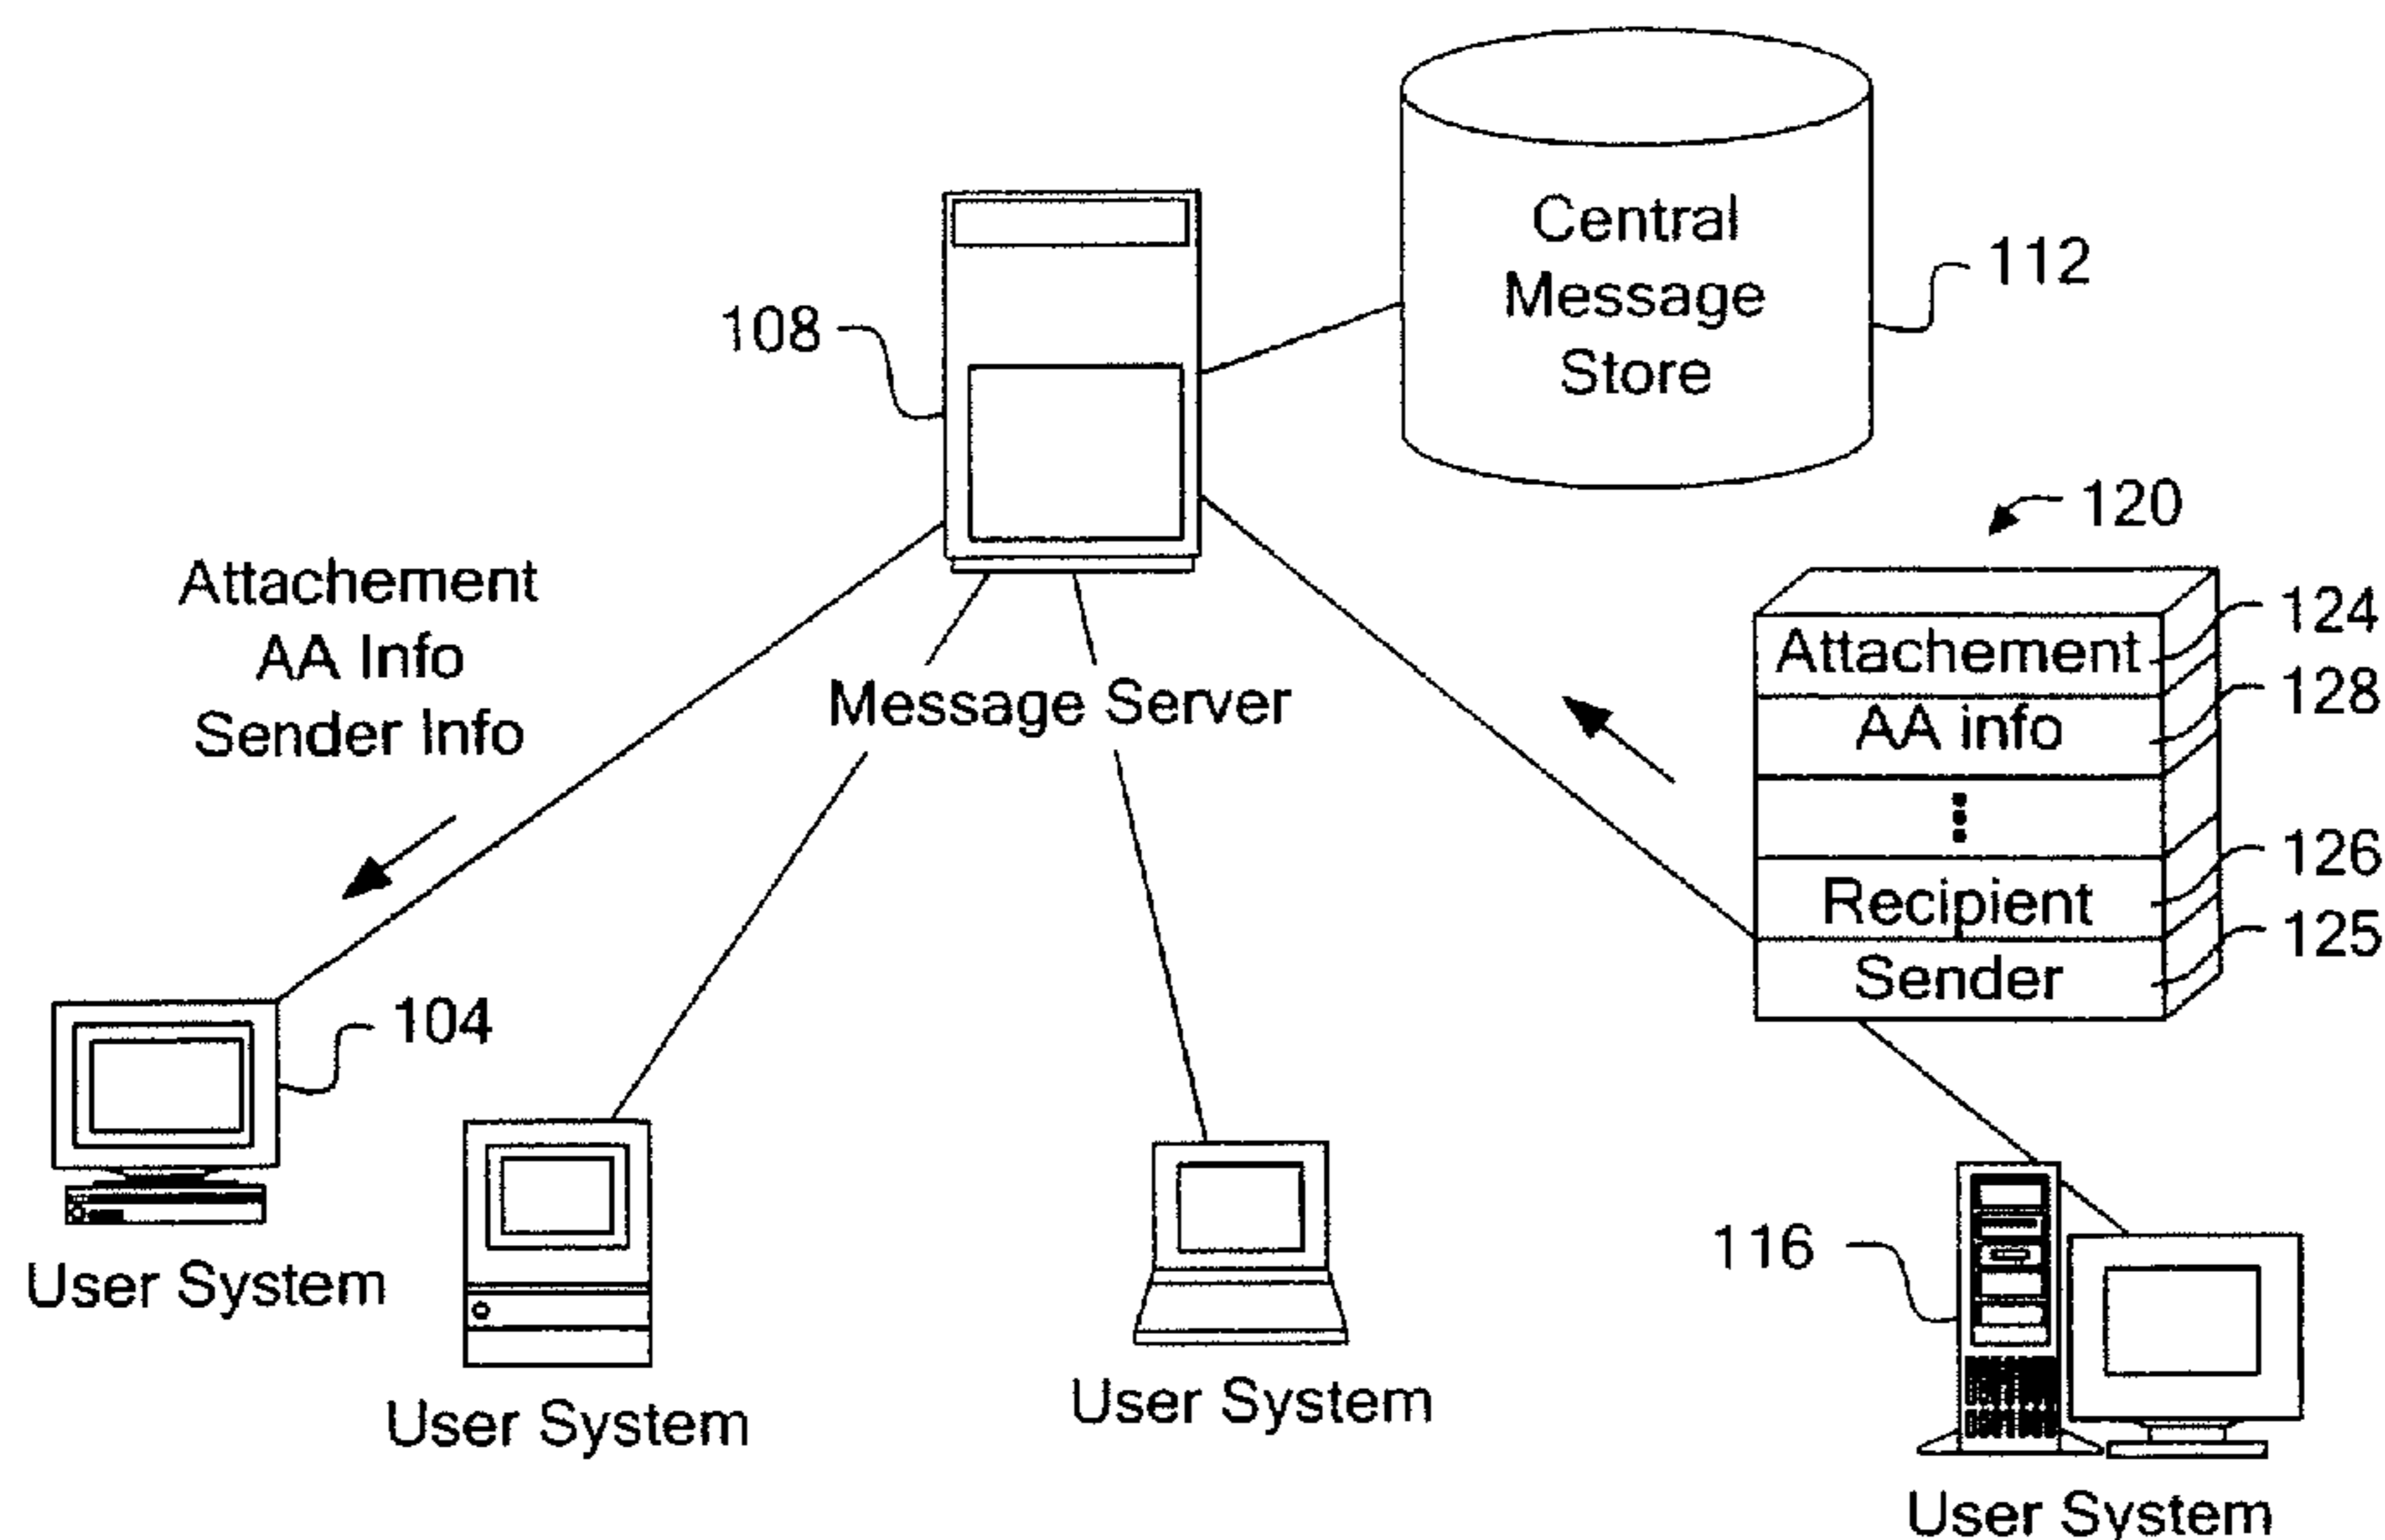 Central
Message
Store
112
108
120
Attachement
AA Info
Sender Info
Message Server
Attachement
124
AA info
128
Recipient
126
Sender
125
104
User System
User System
User System
116
User System